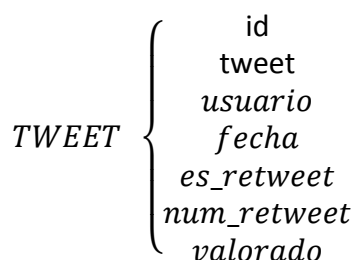 id
tweet
usuario
TWEET fecha
es_retweet
num_retweet
valorado